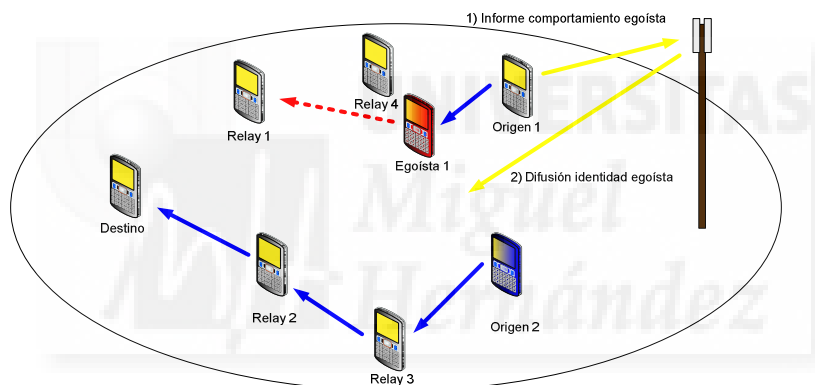 1) Informe comportamiento egoísta
UNIVERSITAS
Relay 4
Relay 1
Origen 1
Egoísta 1
2) Difusión identidad egoísta
Miguel
Destino
Hernández
Relay 2
Origen 2
Relay 3